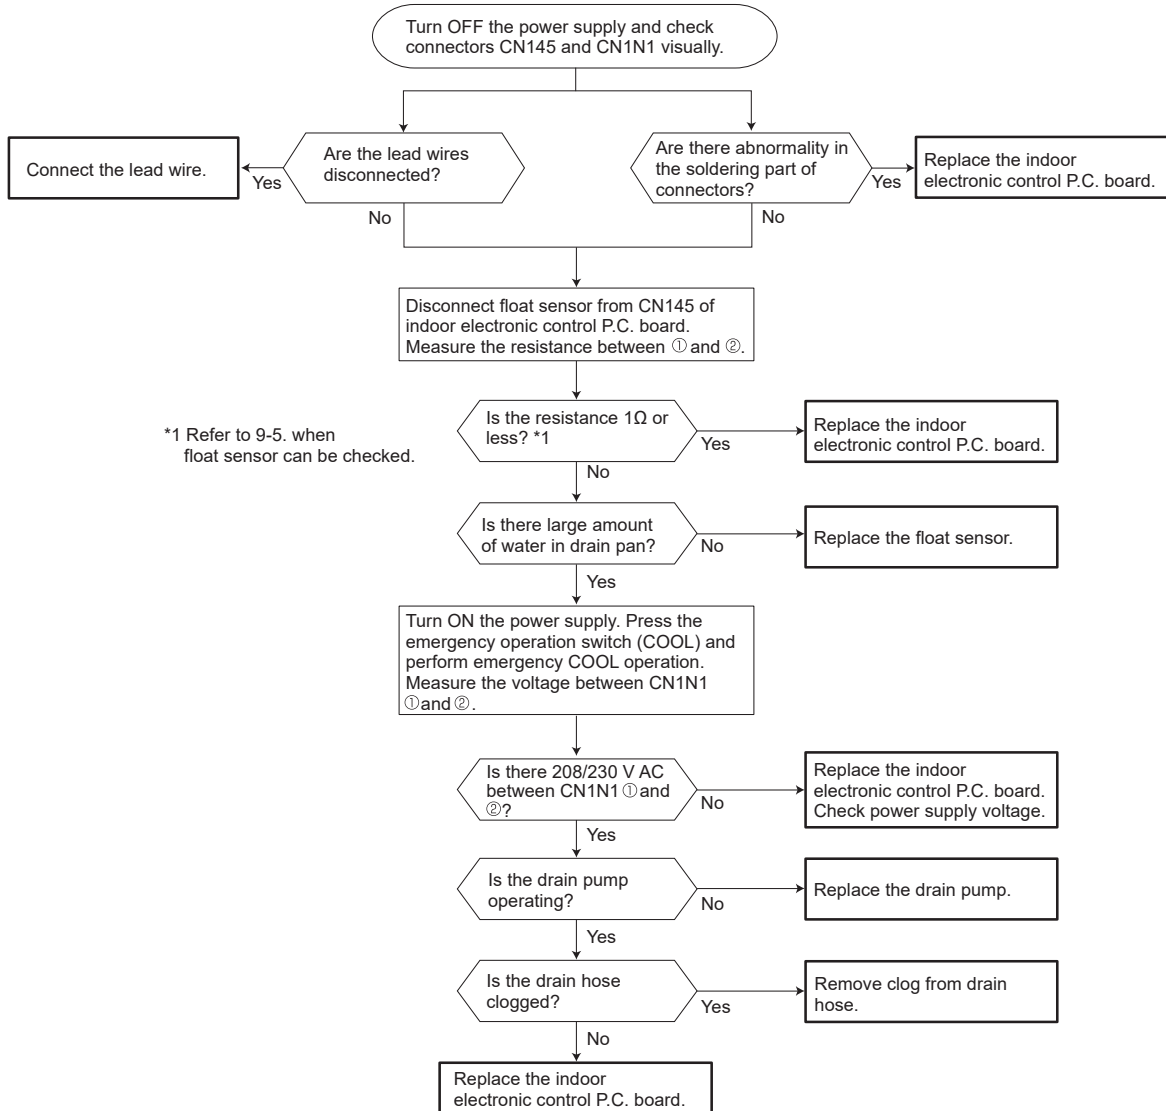 Turn OFF the power supply and check
connectors CN145 and CN1N1 visually.
Connect the lead wire.
Yes
Are the lead wires
disconnected?
No
Are there abnormality in
the soldering part of
connectors?
Yes
No
Replace the indoor
electronic control P.C. board.
Disconnect float sensor from CN145 of
indoor electronic control P.C. board.
Measure the resistance between ① and ②.
*1 Refer to 9-5. when
float sensor can be checked.
Is the resistance 1Ω or
less? *1
Yes
No
Replace the indoor
electronic control P.C. board.
Is there large amount
of water in drain pan?
No
Yes
Replace the float sensor.
Turn ON the power supply. Press the
emergency operation switch (COOL) and
perform emergency COOL operation.
Measure the voltage between CN1N1
①and ②.
Is there 208/230 V AC
between CN1N1 ①and
②?
No
Yes
Replace the indoor
electronic control P.C. board.
Check power supply voltage.
Is the drain pump
operating?
No
Yes
Replace the drain pump.
Is the drain hose
clogged?
Yes
No
Remove clog from drain
hose.
Replace the indoor
electronic control P.C. board.